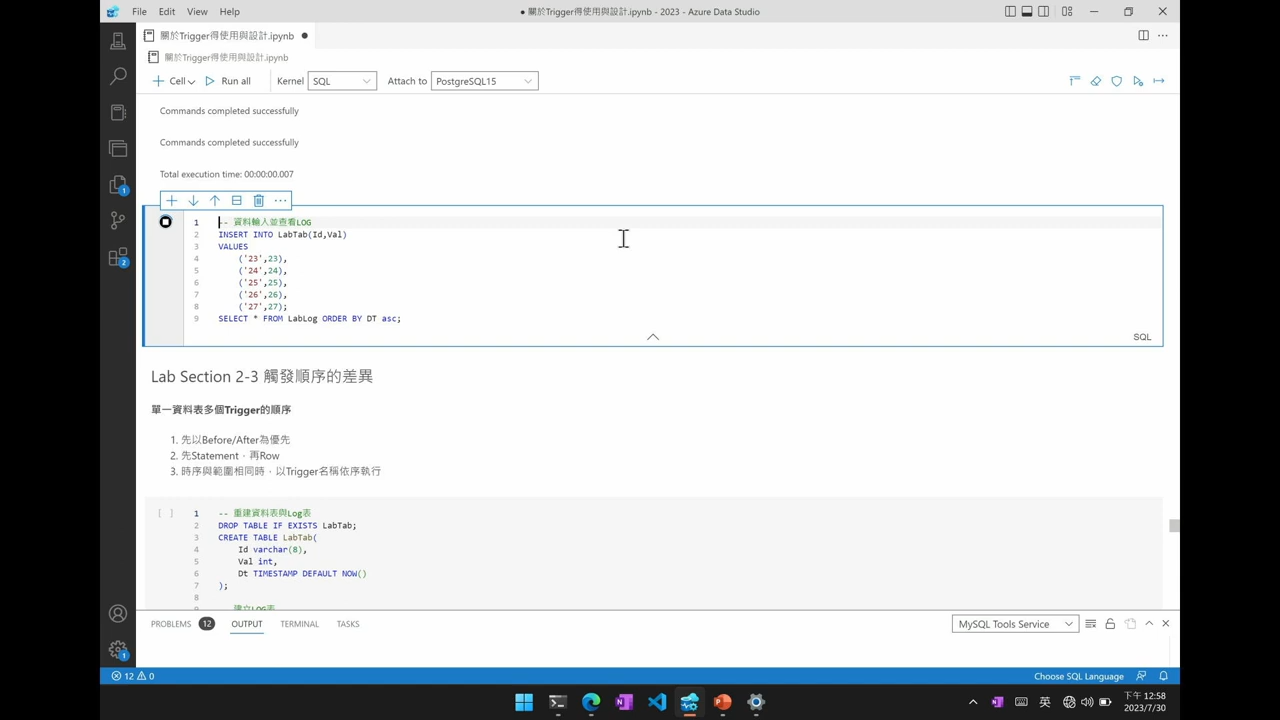 File Edit View Help
● 關於Trigger得使用與設計.ipynb - 2023 - Azure Data Studio
關於Trigger得使用與設計.ipynb ●
關於Trigger得使用與設計.ipynb
Cell Run all Kernel SQL Attach to PostgreSQL15
Commands completed successfully
Commands completed successfully
Total execution time: 00:00:00.007
1 -- 資料輸入並查看LOG
2 INSERT INTO LabTab(Id,Val)
3 VALUES
4 ('23',23),
5 ('24',24),
6 ('25',25),
7 ('26',26),
8 ('27',27);
9 SELECT * FROM LabLog ORDER BY DT asc;
SQL
Lab Section 2-3 觸發順序的差異
單一資料表多個Trigger的順序
1. 先以Before/After為優先
2. 先Statement，再Row
3. 時序與範圍相同時，以Trigger名稱依序執行
[ ] 1 -- 重建資料表與Log表
2 DROP TABLE IF EXISTS LabTab;
3 CREATE TABLE LabTab(
4 Id varchar(8),
5 Val int,
6 Dt TIMESTAMP DEFAULT NOW()
7 );
8
9 -- 建立LOG表
PROBLEMS 12 OUTPUT TERMINAL TASKS MySQL Tools Service
12 0 Choose SQL Language
英 下午 12:58
2023/7/30
1
2
1